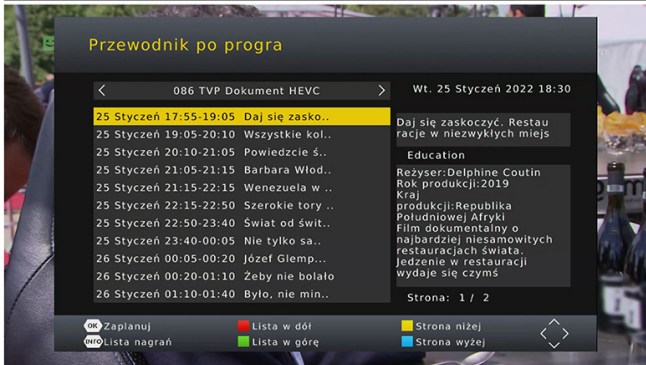 Przewodnik po progra
086 TVP Dokument HEVC
Wt. 25 Styczeń 2022 18:30
25 Styczeń 17:55-19:05 Daj się zasko..
25 Styczeń 19:05-20:10 Wszystkie kol..
25 Styczeń 20:10-21:05 Powiedzcie ś..
25 Styczeń 21:05-21:15 Barbara Włod..
25 Styczeń 21:15-22:15 Wenezuela w ..
25 Styczeń 22:15-22:50 Szerokie tory ..
25 Styczeń 22:50-23:40 Świat od świt..
25 Styczeń 23:40-00:05 Nie tylko sa..
26 Styczeń 00:05-00:20 Józef Glemp...
26 Styczeń 00:20-01:10 Żeby nie bolało
26 Styczeń 01:10-01:40 Było, nie min..
Daj się zaskoczyć. Restau
racje w niezwykłych miejs
Education
Reżyser:Delphine Coutin
Rok produkcji:2019
Kraj
produkcji:Republika
Południowej Afryki
Film dokumentalny o
najbardziej niesamowitych
restauracjach świata.
Jedzenie w restauracji
wydaje się czymś
Strona: 1 / 2
OK Zaplanuj
Lista w dół
Strona niżej
INFO Lista nagrań
Lista w górę
Strona wyżej